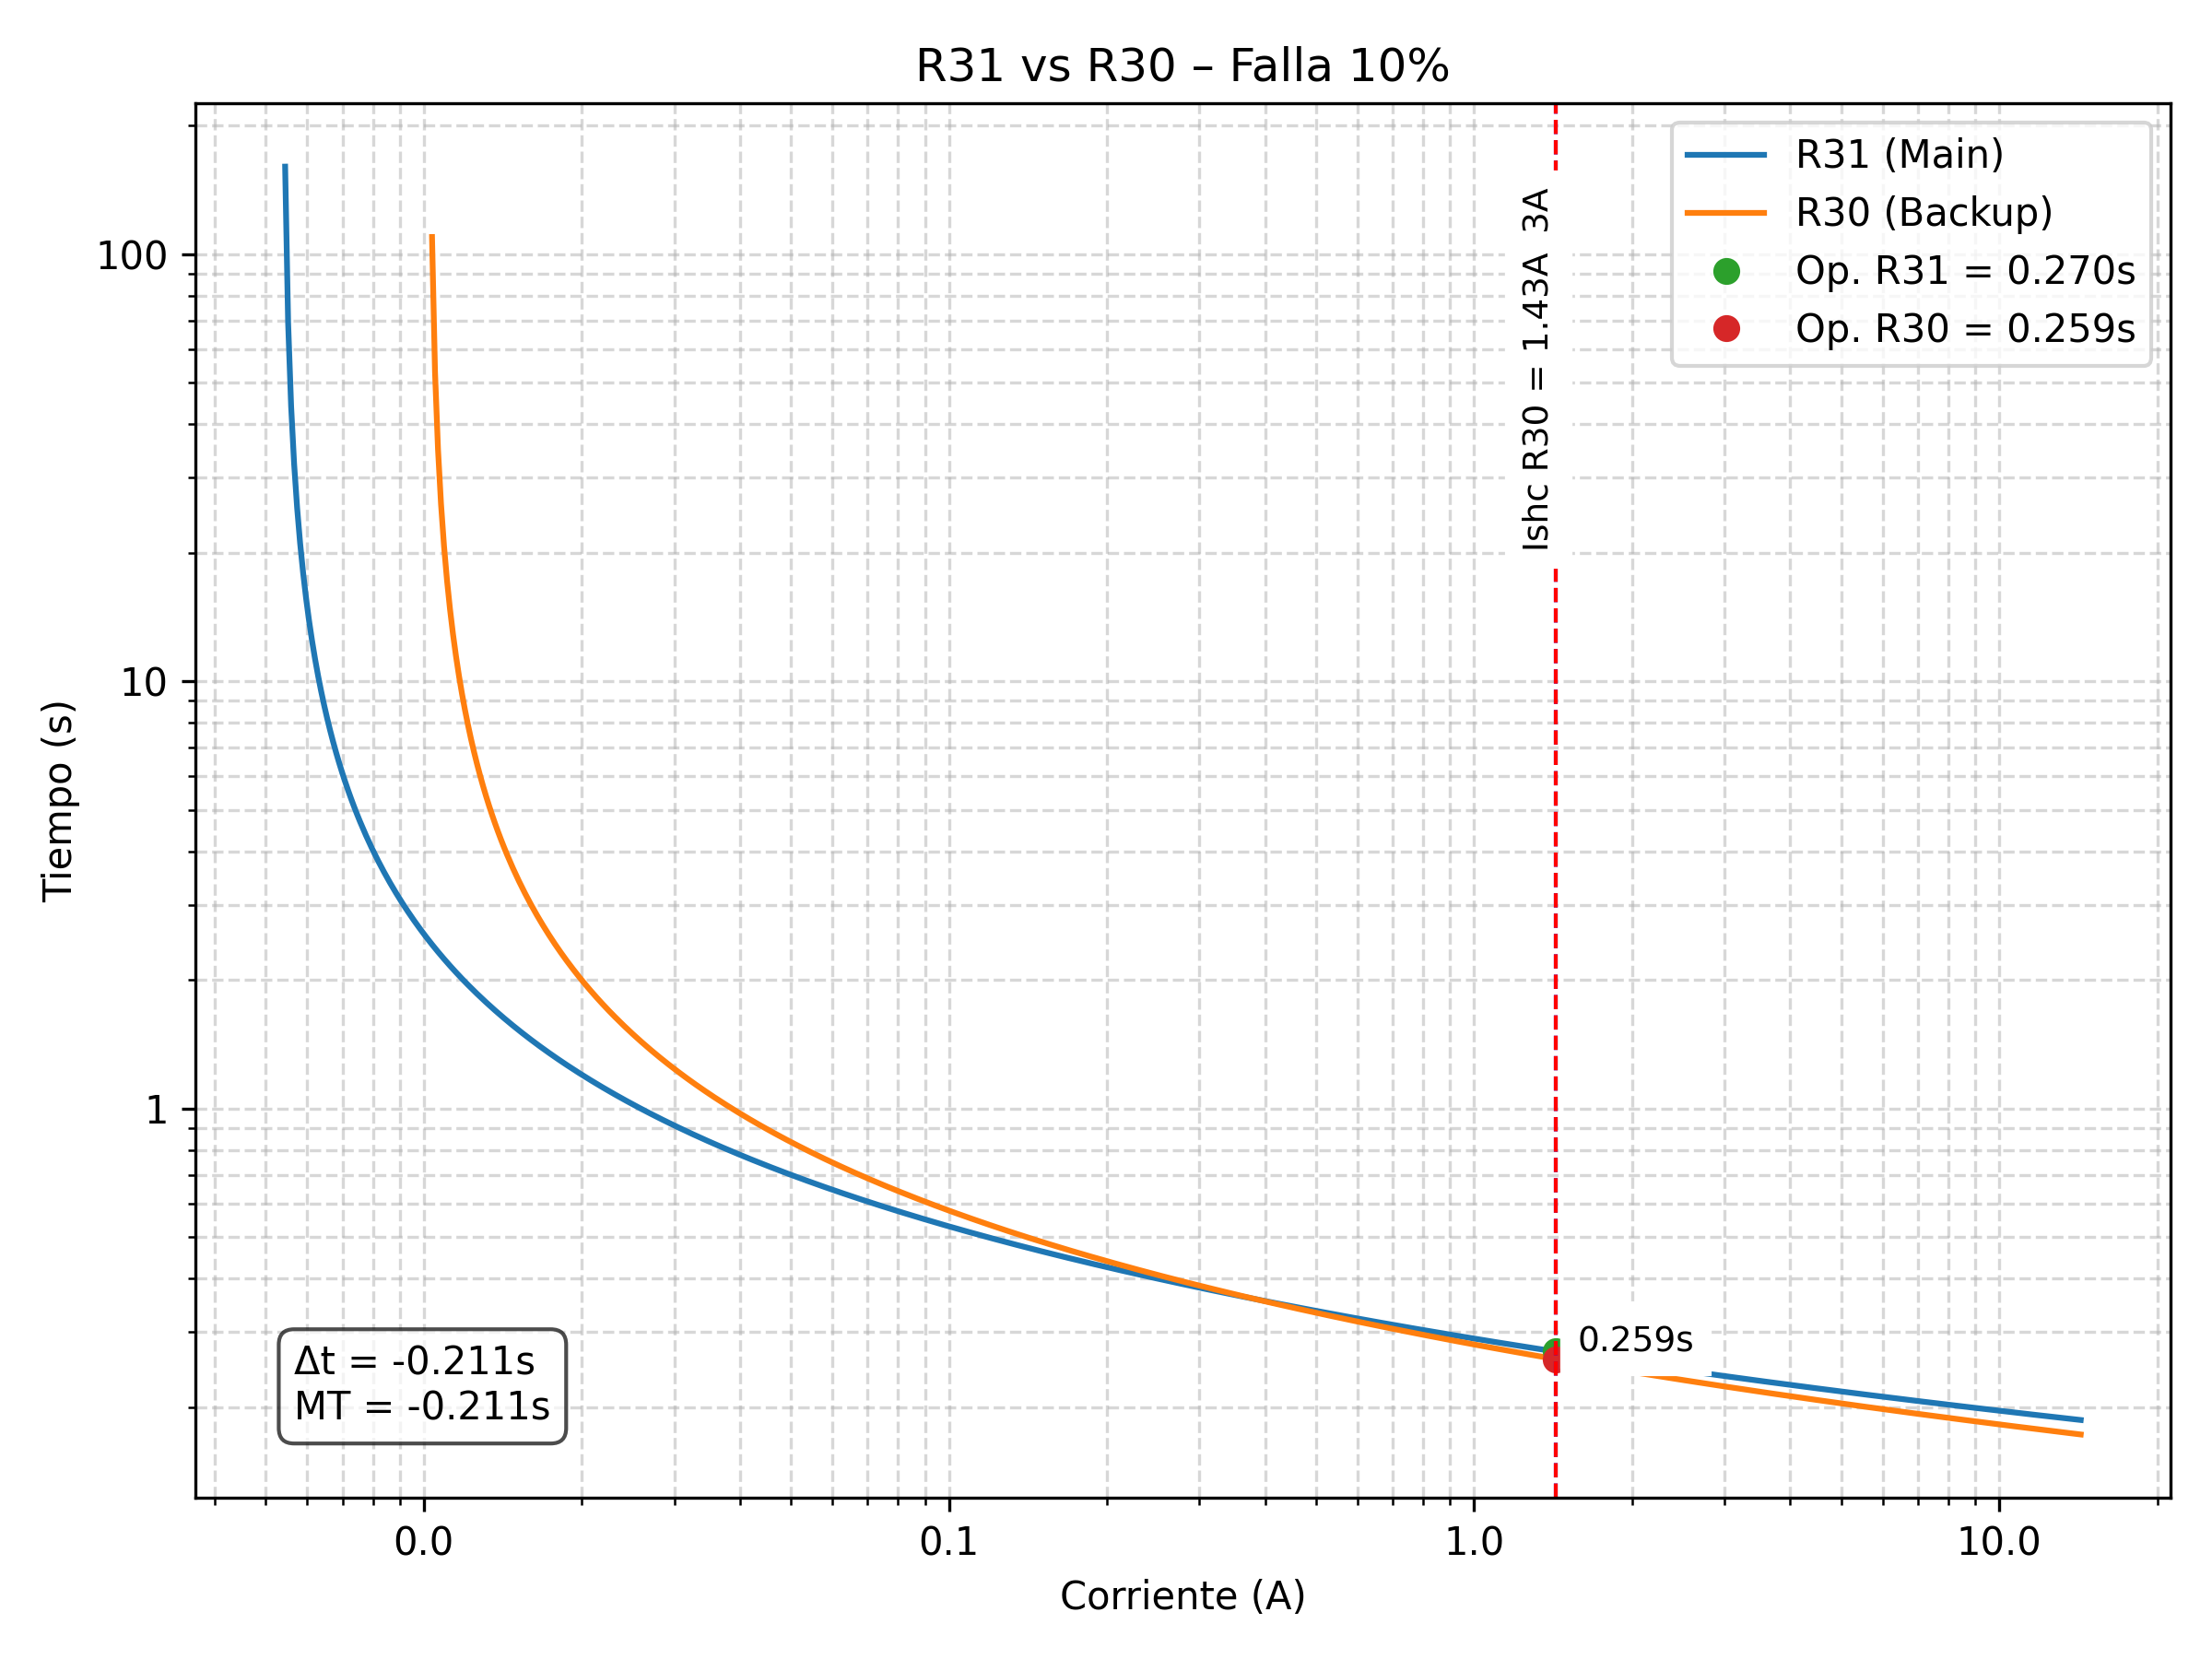 R31 vs R30 – Falla 10%
R31 (Main)
R30 (Backup)
Op. R31 = 0.270s
Op. R30 = 0.259s
Ishc R30 = 1.43A 3A
100
10
1
Tiempo (s)
0.259s
Δt = -0.211s
MT = -0.211s
0.0
0.1
1.0
10.0
Corriente (A)